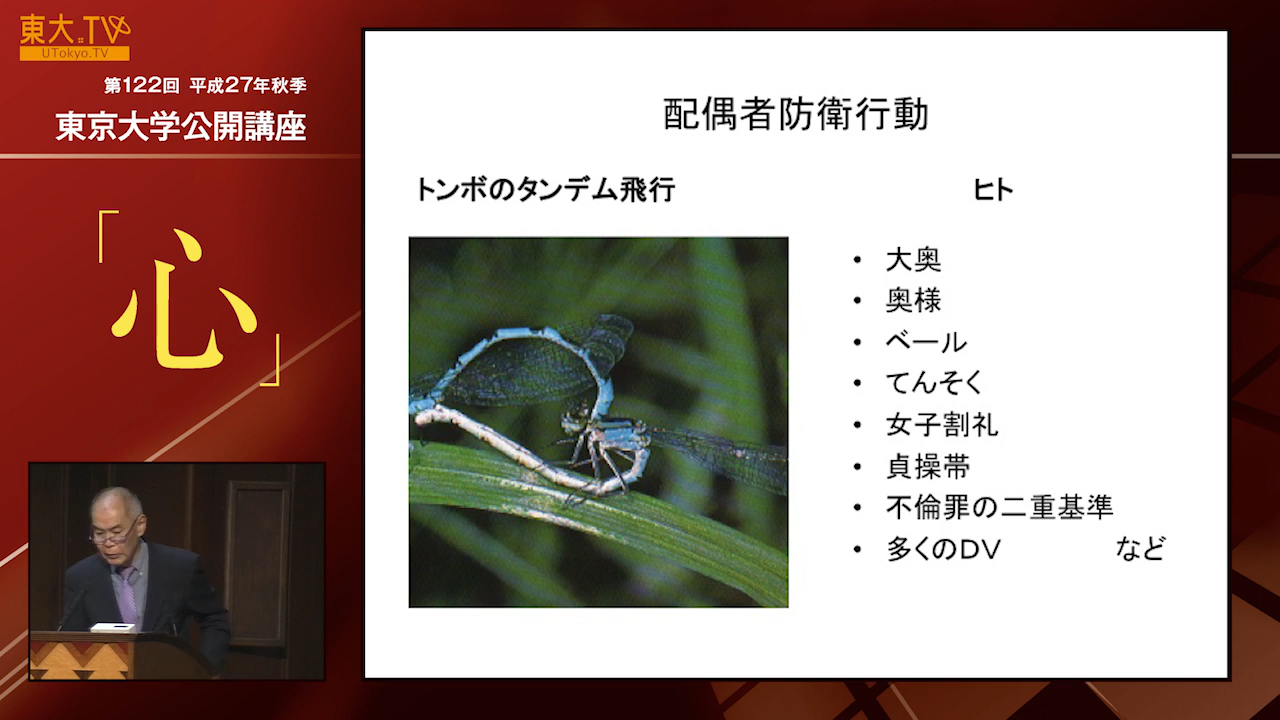 東大.TV
UTokyo.TV
第122回 平成27年秋季
東京大学公開講座
「心」
配偶者防衛行動
トンボのタンデム飛行
ヒト
• 大奥
• 奥様
• ベール
• てんそく
• 女子割礼
• 貞操帯
• 不倫罪の二重基準
• 多くのDV など